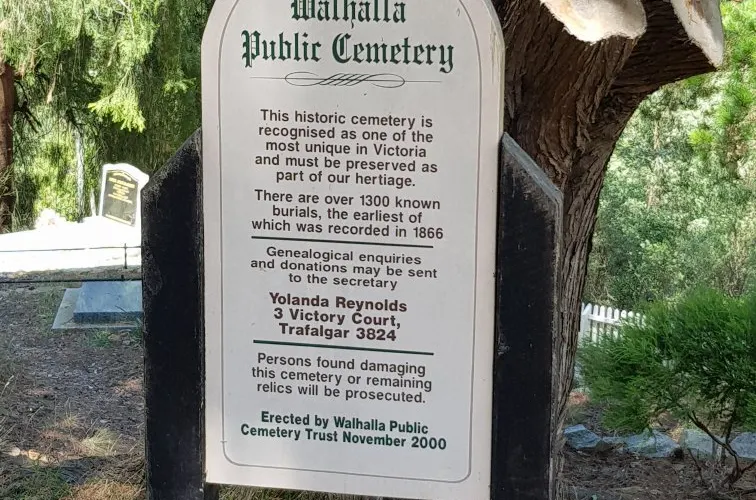 Walhalla
Public Cemetery
This historic cemetery is
recognised as one of the
most unique in Victoria
and must be preserved as
part of our hertiage.
There are over 1300 known
burials, the earliest of
which was recorded in 1866
Genealogical enquiries
and donations may be sent
to the secretary
Yolanda Reynolds
3 Victory Court,
Trafalgar 3824
Persons found damaging
this cemetery or remaining
relics will be prosecuted.
Erected by Walhalla Public
Cemetery Trust November 2000